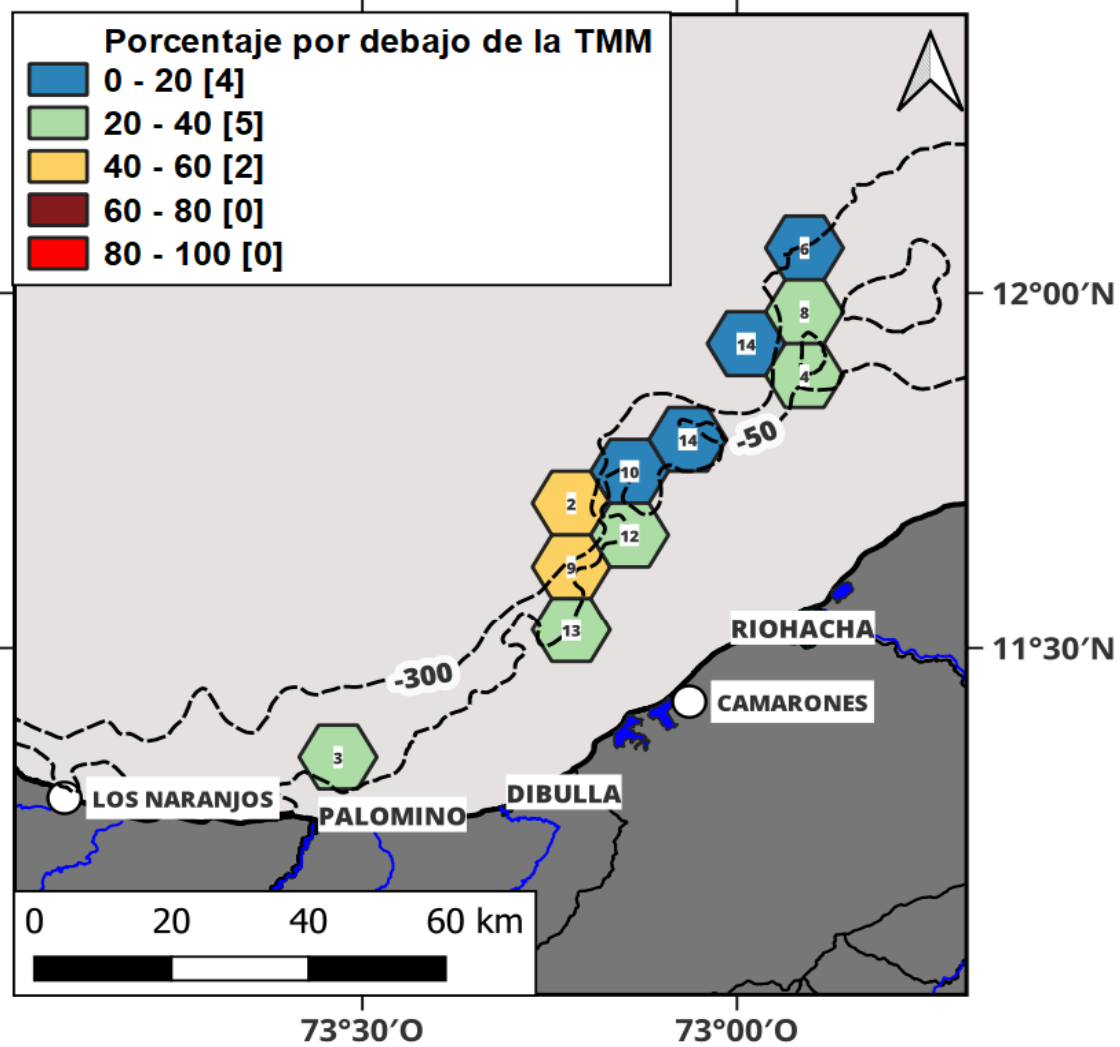 Porcentaje por debajo de la TMM
0 - 20 [4]
20 - 40 [5]
40 - 60 [2]
60 - 80 [0]
80 - 100 [0]
6
12°00′N
8
14
4
14
-50
10
2
12
9
13
RIOHACHA
11°30′N
-300
CAMARONES
3
LOS NARANJOS
DIBULLA
PALOMINO
0 20 40 60 km
73°30′O 73°00′O